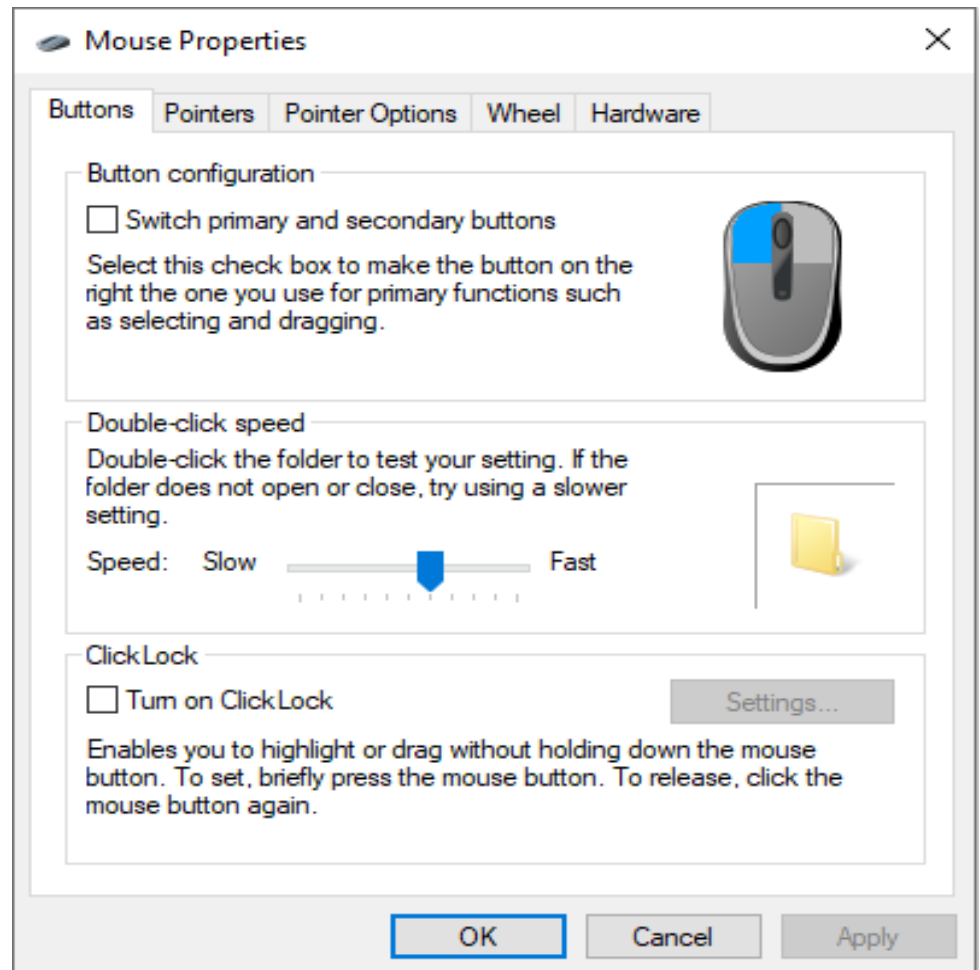 Mouse Properties
Buttons Pointers Pointer Options Wheel Hardware
Button configuration
Switch primary and secondary buttons
Select this check box to make the button on the
right the one you use for primary functions such
as selecting and dragging.
Double-click speed
Double-click the folder to test your setting. If the
folder does not open or close, try using a slower
setting.
Speed: Slow Fast
ClickLock
Turn on ClickLock Settings...
Enables you to highlight or drag without holding down the mouse
button. To set, briefly press the mouse button. To release, click the
mouse button again.
OK Cancel Apply